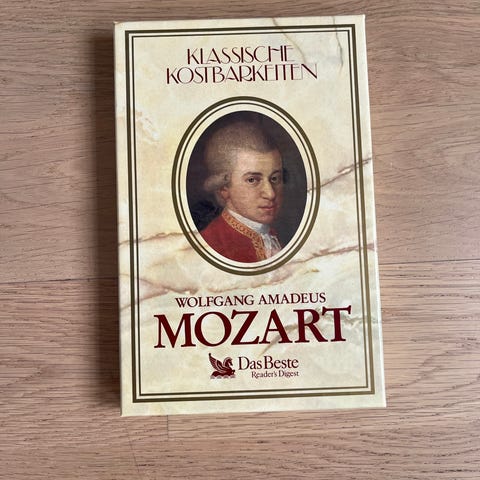 KLASSISCHE
KOSTBARKEITEN
WOLFGANG AMADEUS
MOZART
Das Beste
Reader's Digest